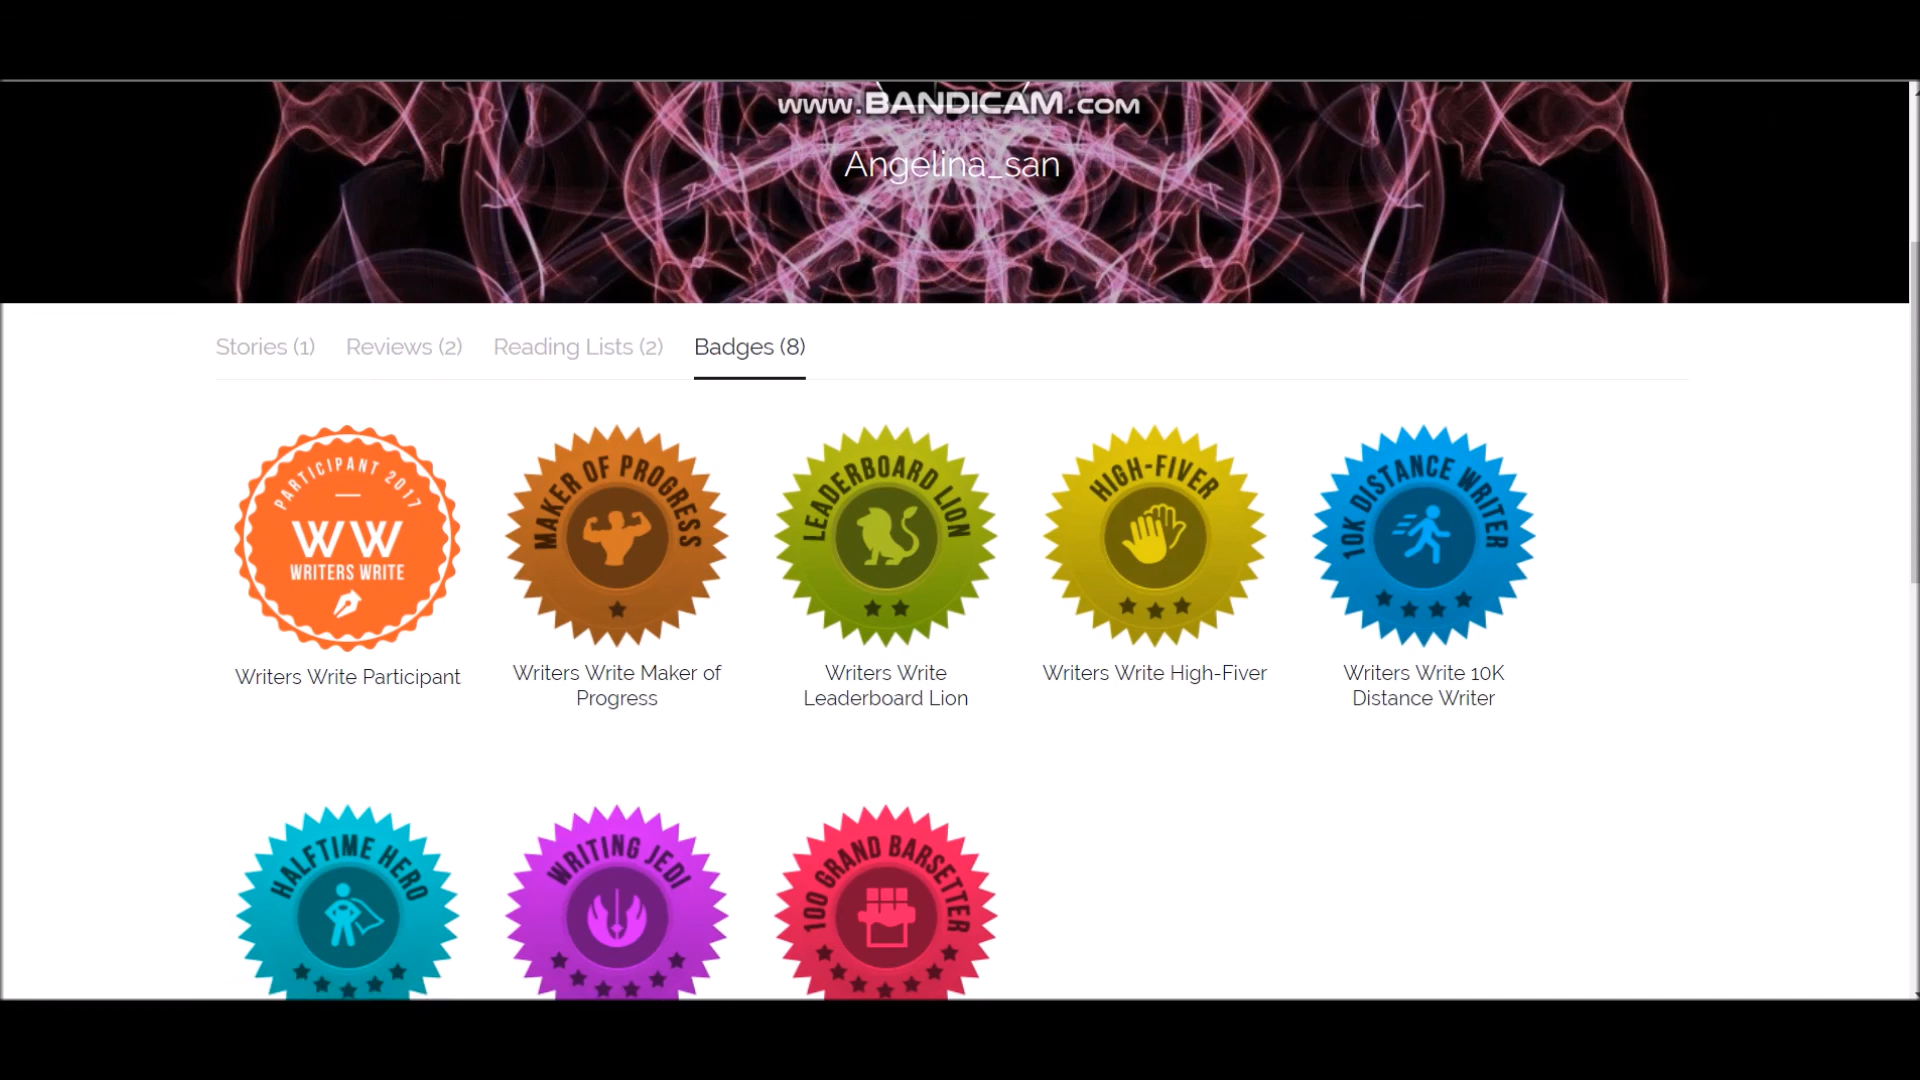 www.BANDICAM.com
Angelina_san
Stories (1) Reviews (2) Reading Lists (2) Badges (8)
PARTICIPANT 2017
WW
WRITERS WRITE
MAKER OF PROGRESS
LEADERBOARD LION
HIGH-FIVER
10K DISTANCE WRITER
Writers Write Participant
Writers Write Maker of
Progress
Writers Write
Leaderboard Lion
Writers Write High-Fiver
Writers Write 10K
Distance Writer
HALFTIME HERO
WRITING JEDI
100 GRAND BARSETTER